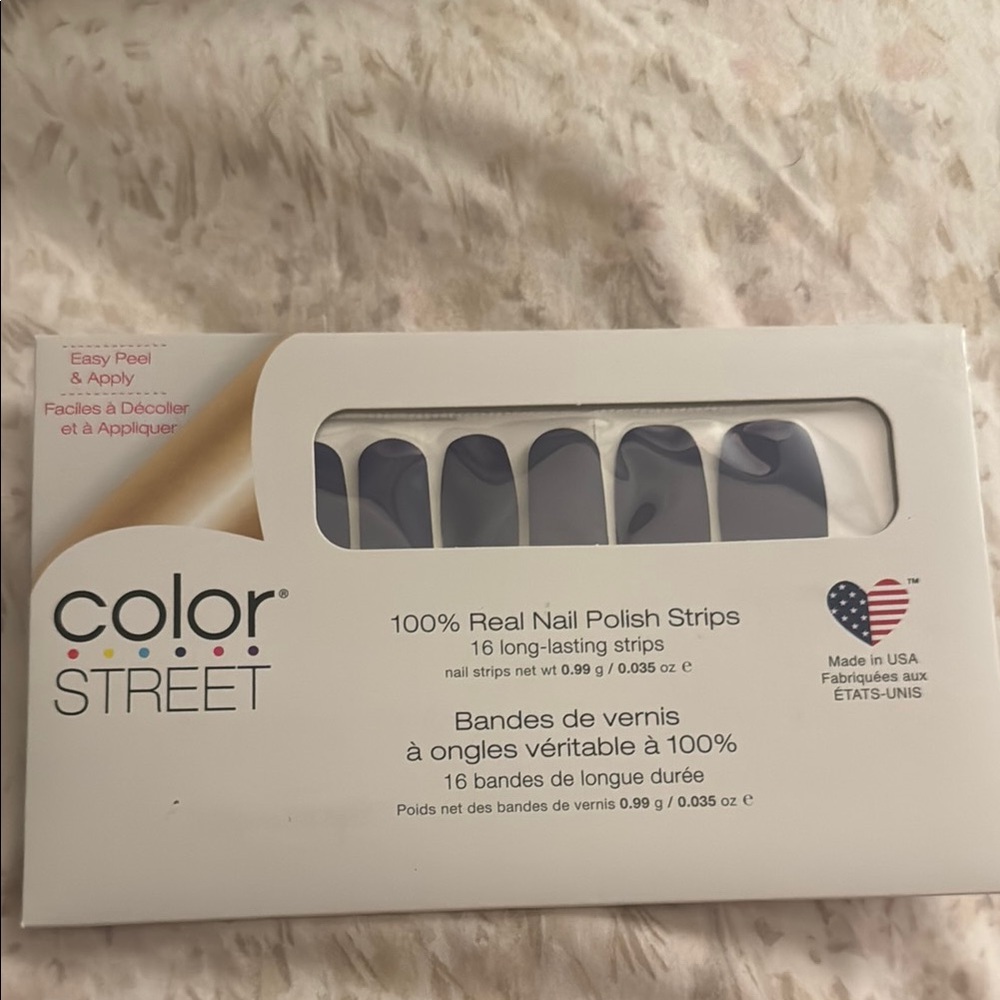 Easy Peel
& Apply
Faciles à Décoller
et à Appliquer
color®
STREET
100% Real Nail Polish Strips
16 long-lasting strips
nail strips net wt 0.99 g / 0.035 oz ℮
Bandes de vernis
à ongles véritable à 100%
16 bandes de longue durée
Poids net des bandes de vernis 0.99 g / 0.035 oz ℮
™
Made in USA
Fabriquées aux
ÉTATS-UNIS